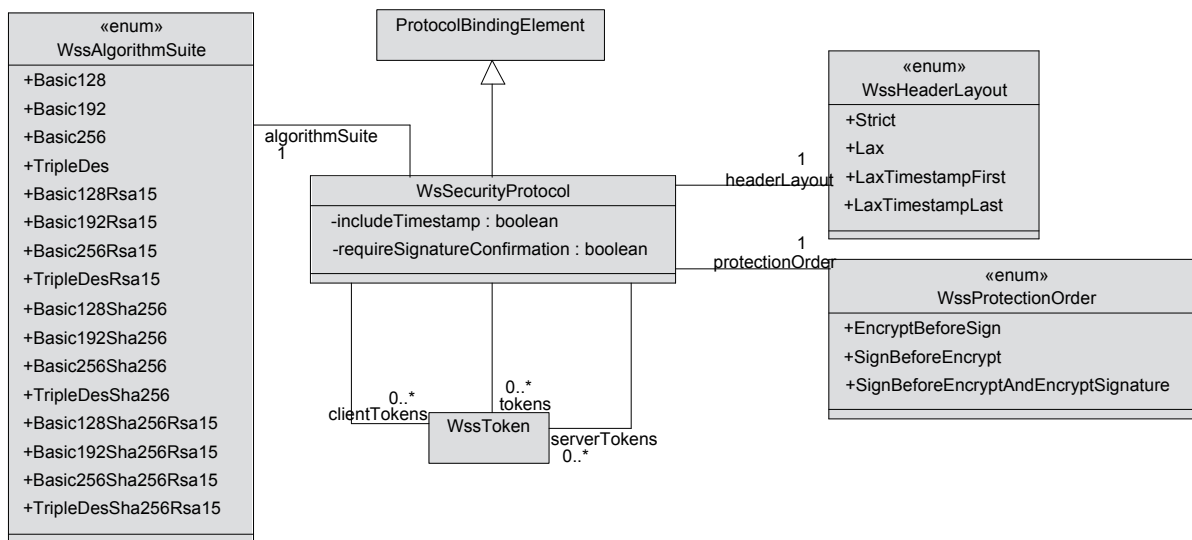 «enum»
WssAlgorithmSuite
+Basic128
+Basic192
+Basic256
+TripleDes
+Basic128Rsa15
+Basic192Rsa15
+Basic256Rsa15
+TripleDesRsa15
+Basic128Sha256
+Basic192Sha256
+Basic256Sha256
+TripleDesSha256
+Basic128Sha256Rsa15
+Basic192Sha256Rsa15
+Basic256Sha256Rsa15
+TripleDesSha256Rsa15
ProtocolBindingElement
algorithmSuite
1
WsSecurityProtocol
-includeTimestamp : boolean
-requireSignatureConfirmation : boolean
1
headerLayout
1
protectionOrder
«enum»
WssHeaderLayout
+Strict
+Lax
+LaxTimestampFirst
+LaxTimestampLast
«enum»
WssProtectionOrder
+EncryptBeforeSign
+SignBeforeEncrypt
+SignBeforeEncryptAndEncryptSignature
0..*
clientTokens
0..*
tokens
WssToken
serverTokens
0..*